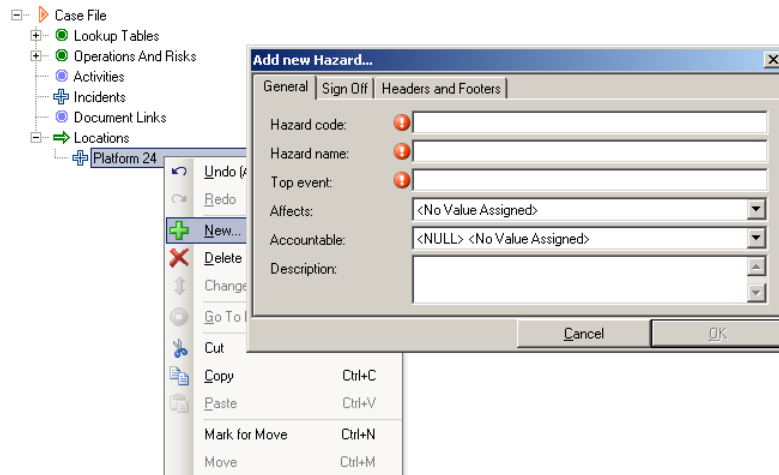 Case File
Lookup Tables
Operations And Risks
Activities
Incidents
Document Links
Locations
Platform 24
Undo
Redo
New...
Delete
Change
Go To
Cut
Copy Ctrl+C
Paste Ctrl+V
Mark for Move Ctrl+N
Move Ctrl+M
Add new Hazard...
General Sign Off Headers and Footers
Hazard code:
Hazard name:
Top event:
Affects: <No Value Assigned>
Accountable: <NULL> <No Value Assigned>
Description:
Cancel OK